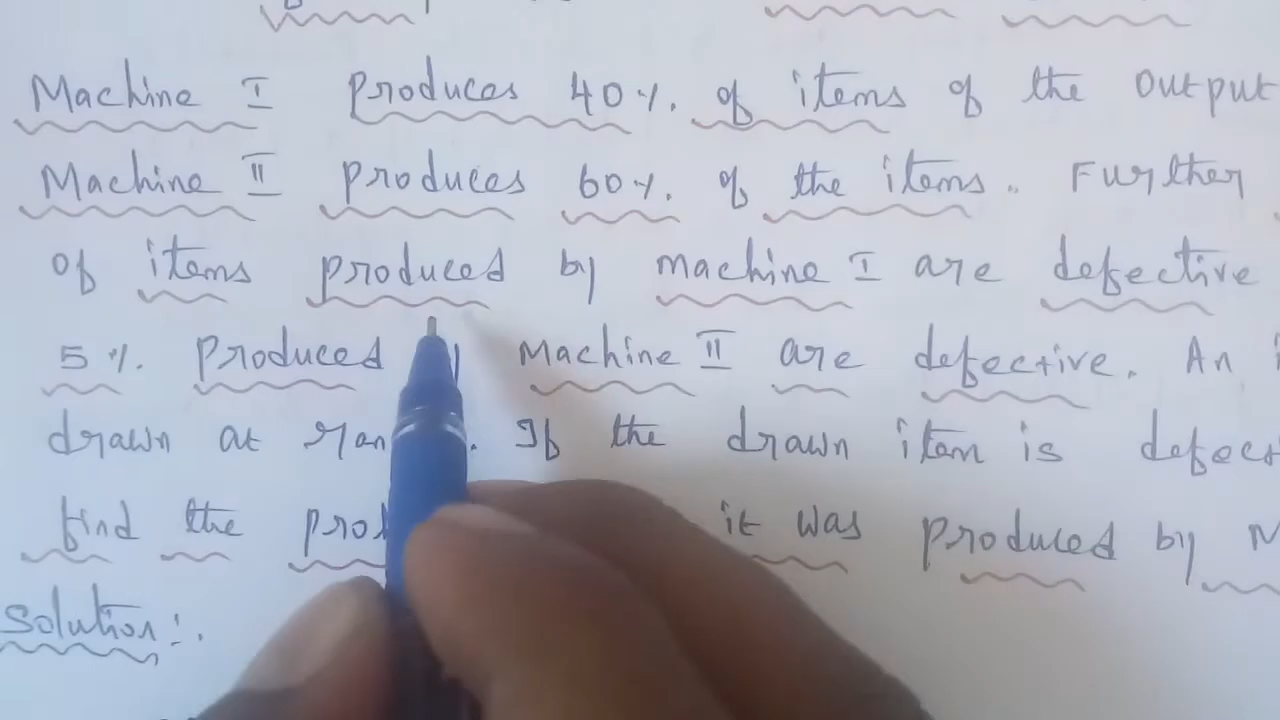 Machine I produces 40%. of items of the output
Machine II produces 60%. of the items. Further
of items produced by machine I are defective
5%. produced Machine II are defective. An
drawn at If the drawn item is
find the it was produced by
Solution:.